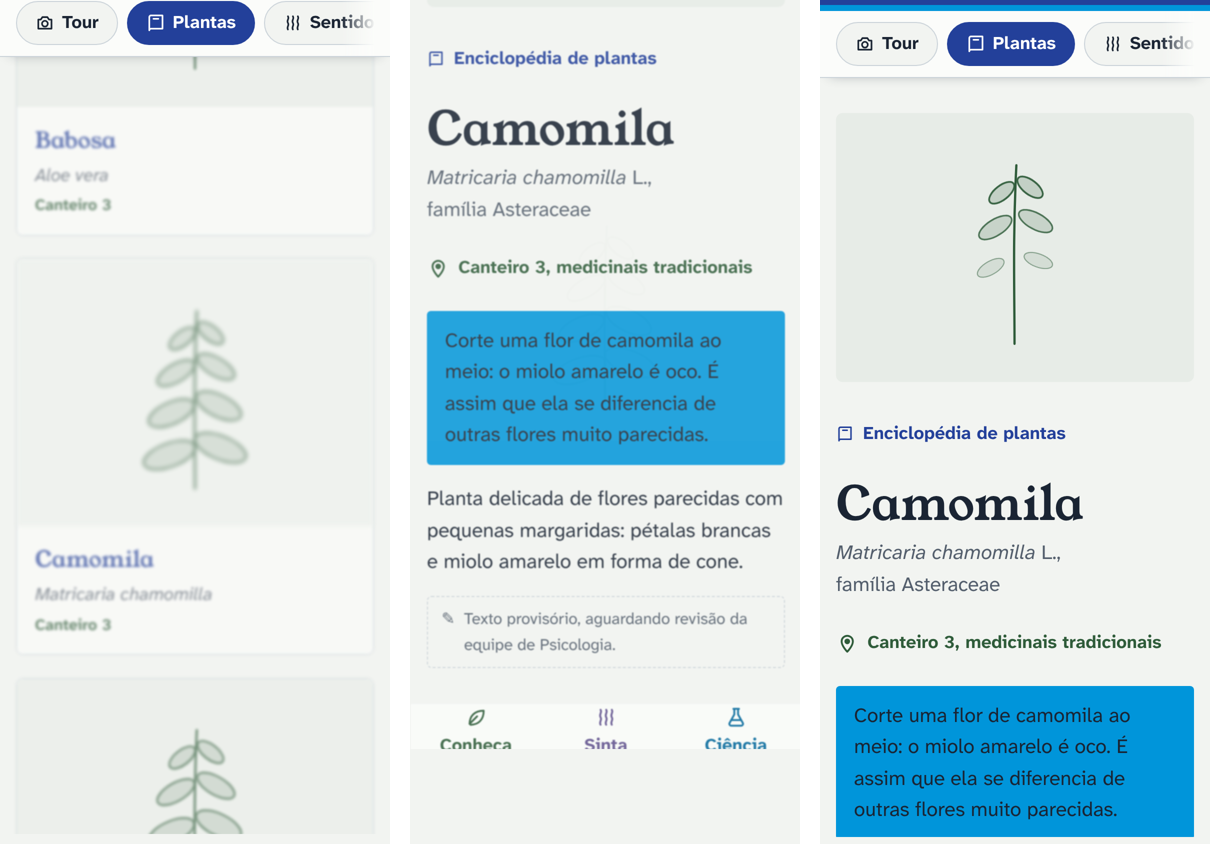 Tour
Plantas
Sentido
Babosa
Aloe vera
Canteiro 3
Camomila
Matricaria chamomilla
Canteiro 3
Enciclopédia de plantas
Camomila
Matricaria chamomilla L.,
família Asteraceae
Canteiro 3, medicinais tradicionais
Corte uma flor de camomila ao
meio: o miolo amarelo é oco. É
assim que ela se diferencia de
outras flores muito parecidas.
Planta delicada de flores parecidas com
pequenas margaridas: pétalas brancas
e miolo amarelo em forma de cone.
✎ Texto provisório, aguardando revisão da
equipe de Psicologia.
Conheça
Sinta
Ciência
Tour
Plantas
Sentido
Enciclopédia de plantas
Camomila
Matricaria chamomilla L.,
família Asteraceae
Canteiro 3, medicinais tradicionais
Corte uma flor de camomila ao
meio: o miolo amarelo é oco. É
assim que ela se diferencia de
outras flores muito parecidas.